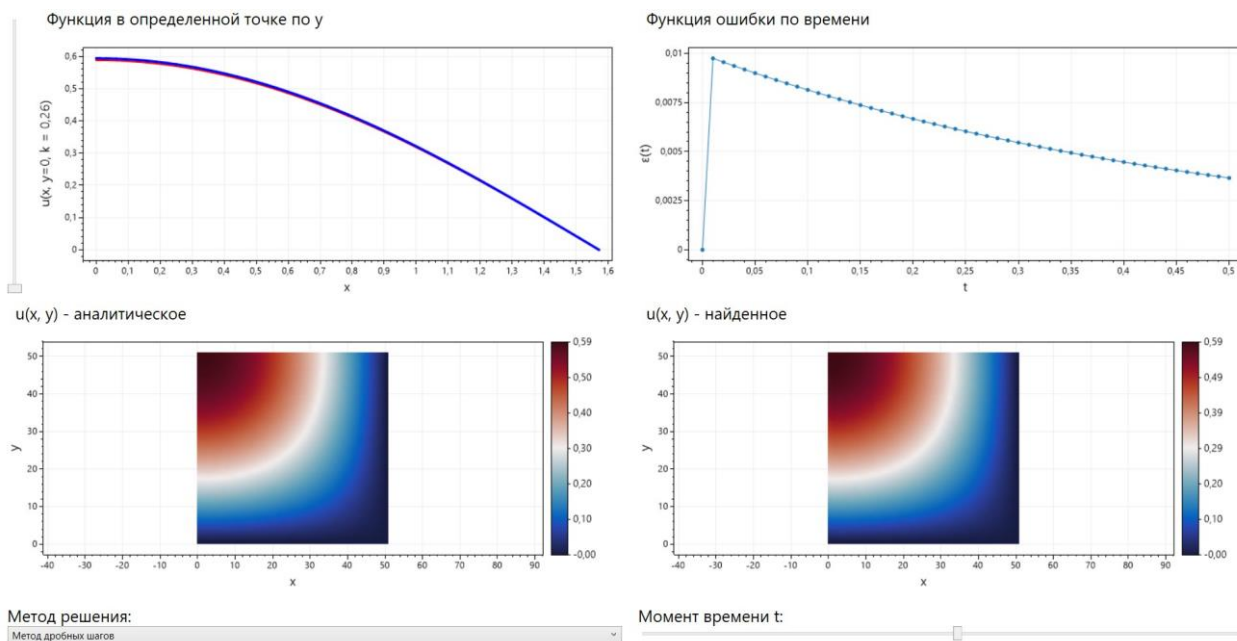 Функция в определенной точке по y
0,6
0,5
0,4
0,3
0,2
0,1
0
u(x, y=0, k = 0,26)
0 0,1 0,2 0,3 0,4 0,5 0,6 0,7 0,8 0,9 1 1,1 1,2 1,3 1,4 1,5 1,6
x
Функция ошибки по времени
0,01
0,0075
0,005
0,0025
0
ε(t)
0 0,05 0,1 0,15 0,2 0,25 0,3 0,35 0,4 0,45 0,5
t
u(x, y) - аналитическое
50
40
30
20
10
0
y
-40 -30 -20 -10 0 10 20 30 40 50 60 70 80 90
x
0,59
0,50
0,40
0,30
0,20
0,10
-0,00
u(x, y) - найденное
50
40
30
20
10
0
y
-40 -30 -20 -10 0 10 20 30 40 50 60 70 80 90
x
0,59
0,49
0,39
0,29
0,20
0,10
-0,00
Метод решения:
Метод дробных шагов
Момент времени t: